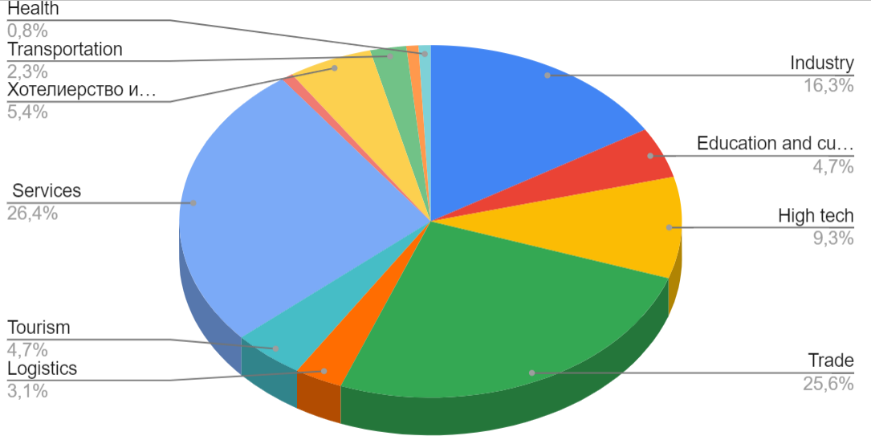 Health
0,8%
Transportation
2,3%
Хотелиерство и…
5,4%
Services
26,4%
Tourism
4,7%
Logistics
3,1%
Industry
16,3%
Education and cu…
4,7%
High tech
9,3%
Trade
25,6%